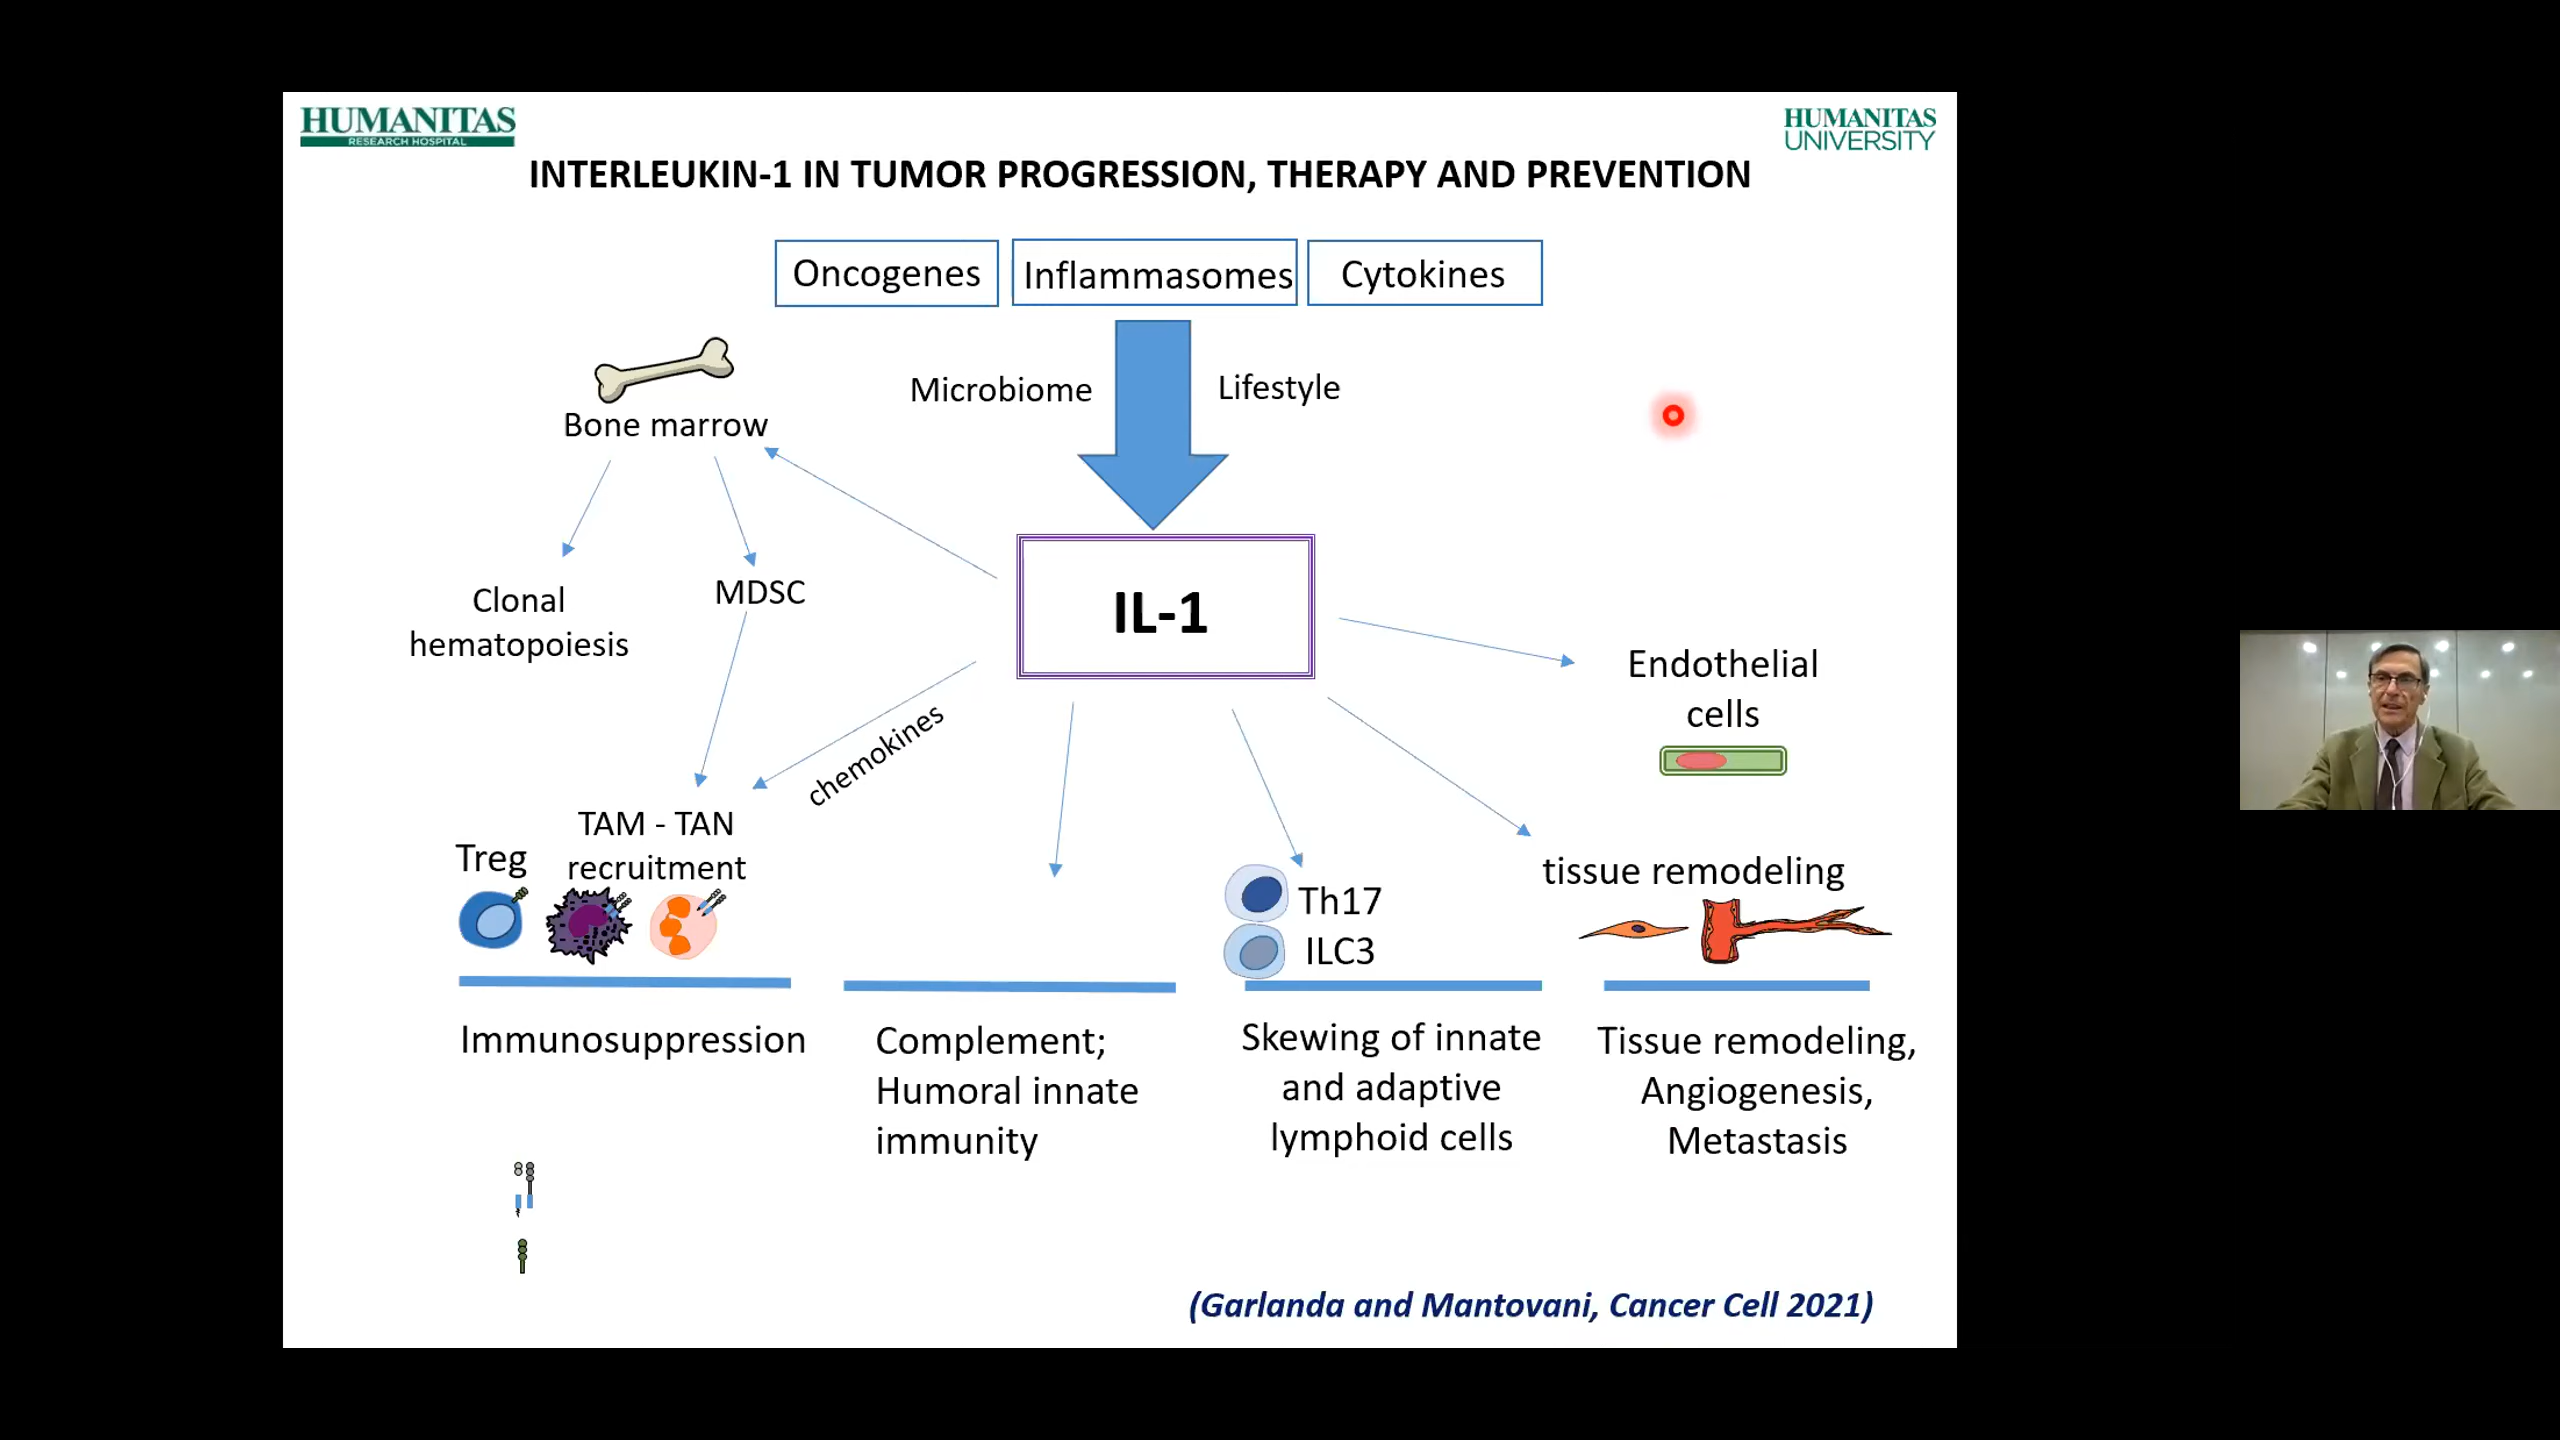 HUMANITAS
RESEARCH HOSPITAL
HUMANITAS
UNIVERSITY
INTERLEUKIN-1 IN TUMOR PROGRESSION, THERAPY AND PREVENTION
Oncogenes
Inflammasomes
Cytokines
Microbiome
Lifestyle
Bone marrow
Clonal
hematopoiesis
MDSC
IL-1
Endothelial
cells
chemokines
TAM - TAN
recruitment
Treg
Th17
ILC3
tissue remodeling
Immunosuppression
Complement;
Humoral innate
immunity
Skewing of innate
and adaptive
lymphoid cells
Tissue remodeling,
Angiogenesis,
Metastasis
(Garlanda and Mantovani, Cancer Cell 2021)